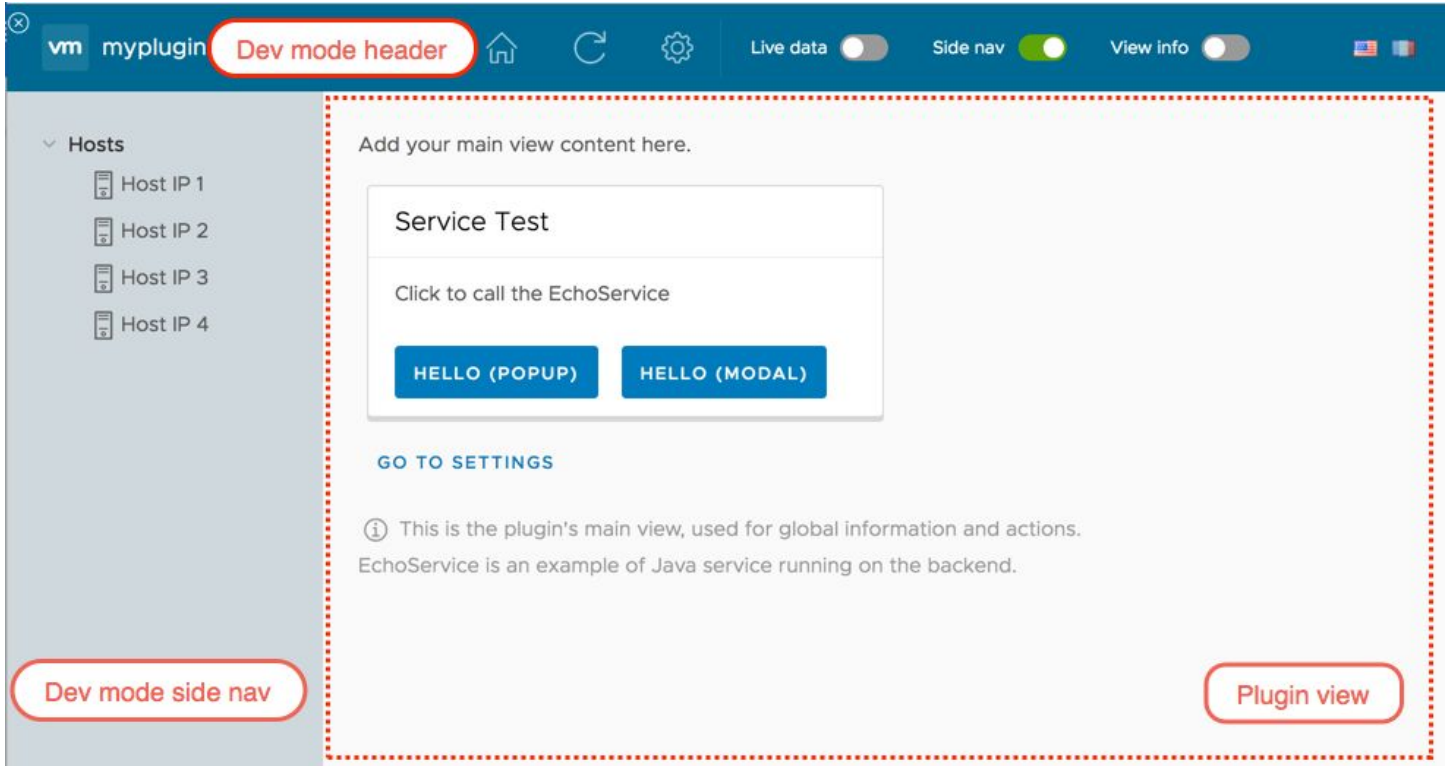 vm myplugin Dev mode header Live data Side nav View info
Hosts
Host IP 1
Host IP 2
Host IP 3
Host IP 4
Dev mode side nav
Add your main view content here.
Service Test
Click to call the EchoService
HELLO (POPUP) HELLO (MODAL)
GO TO SETTINGS
This is the plugin's main view, used for global information and actions.
EchoService is an example of Java service running on the backend.
Plugin view